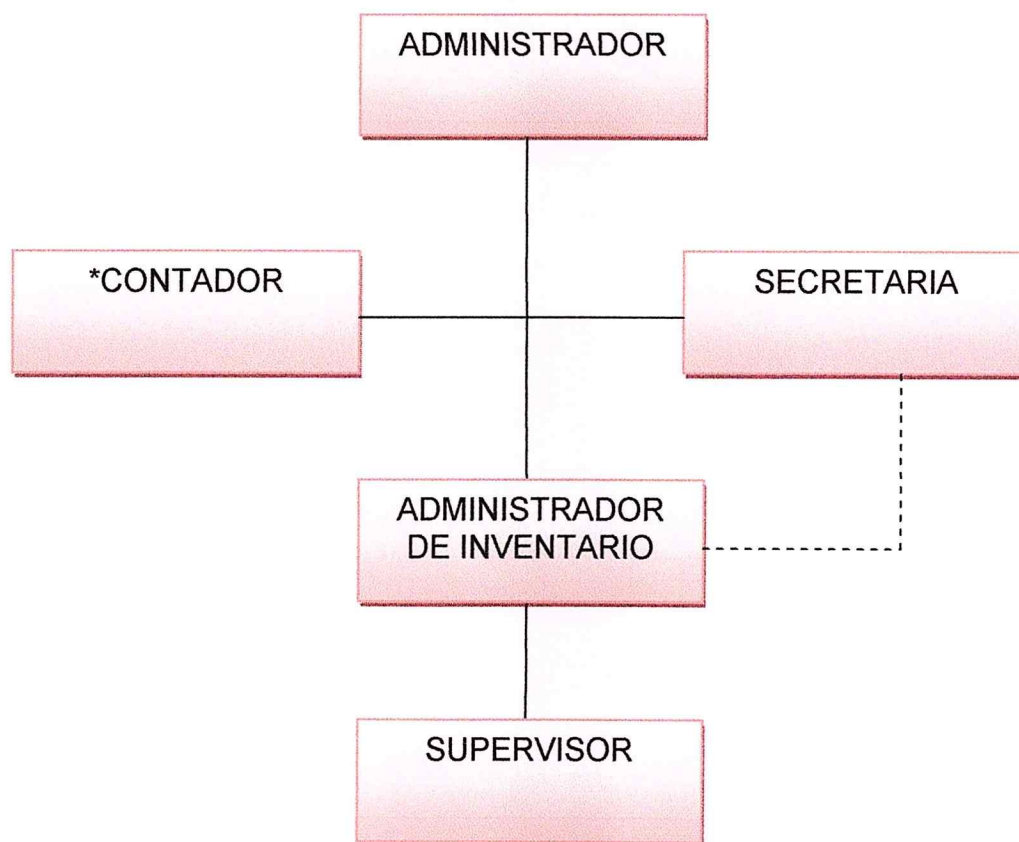 ADMINISTRADOR
*CONTADOR
SECRETARIA
ADMINISTRADOR
DE INVENTARIO
SUPERVISOR